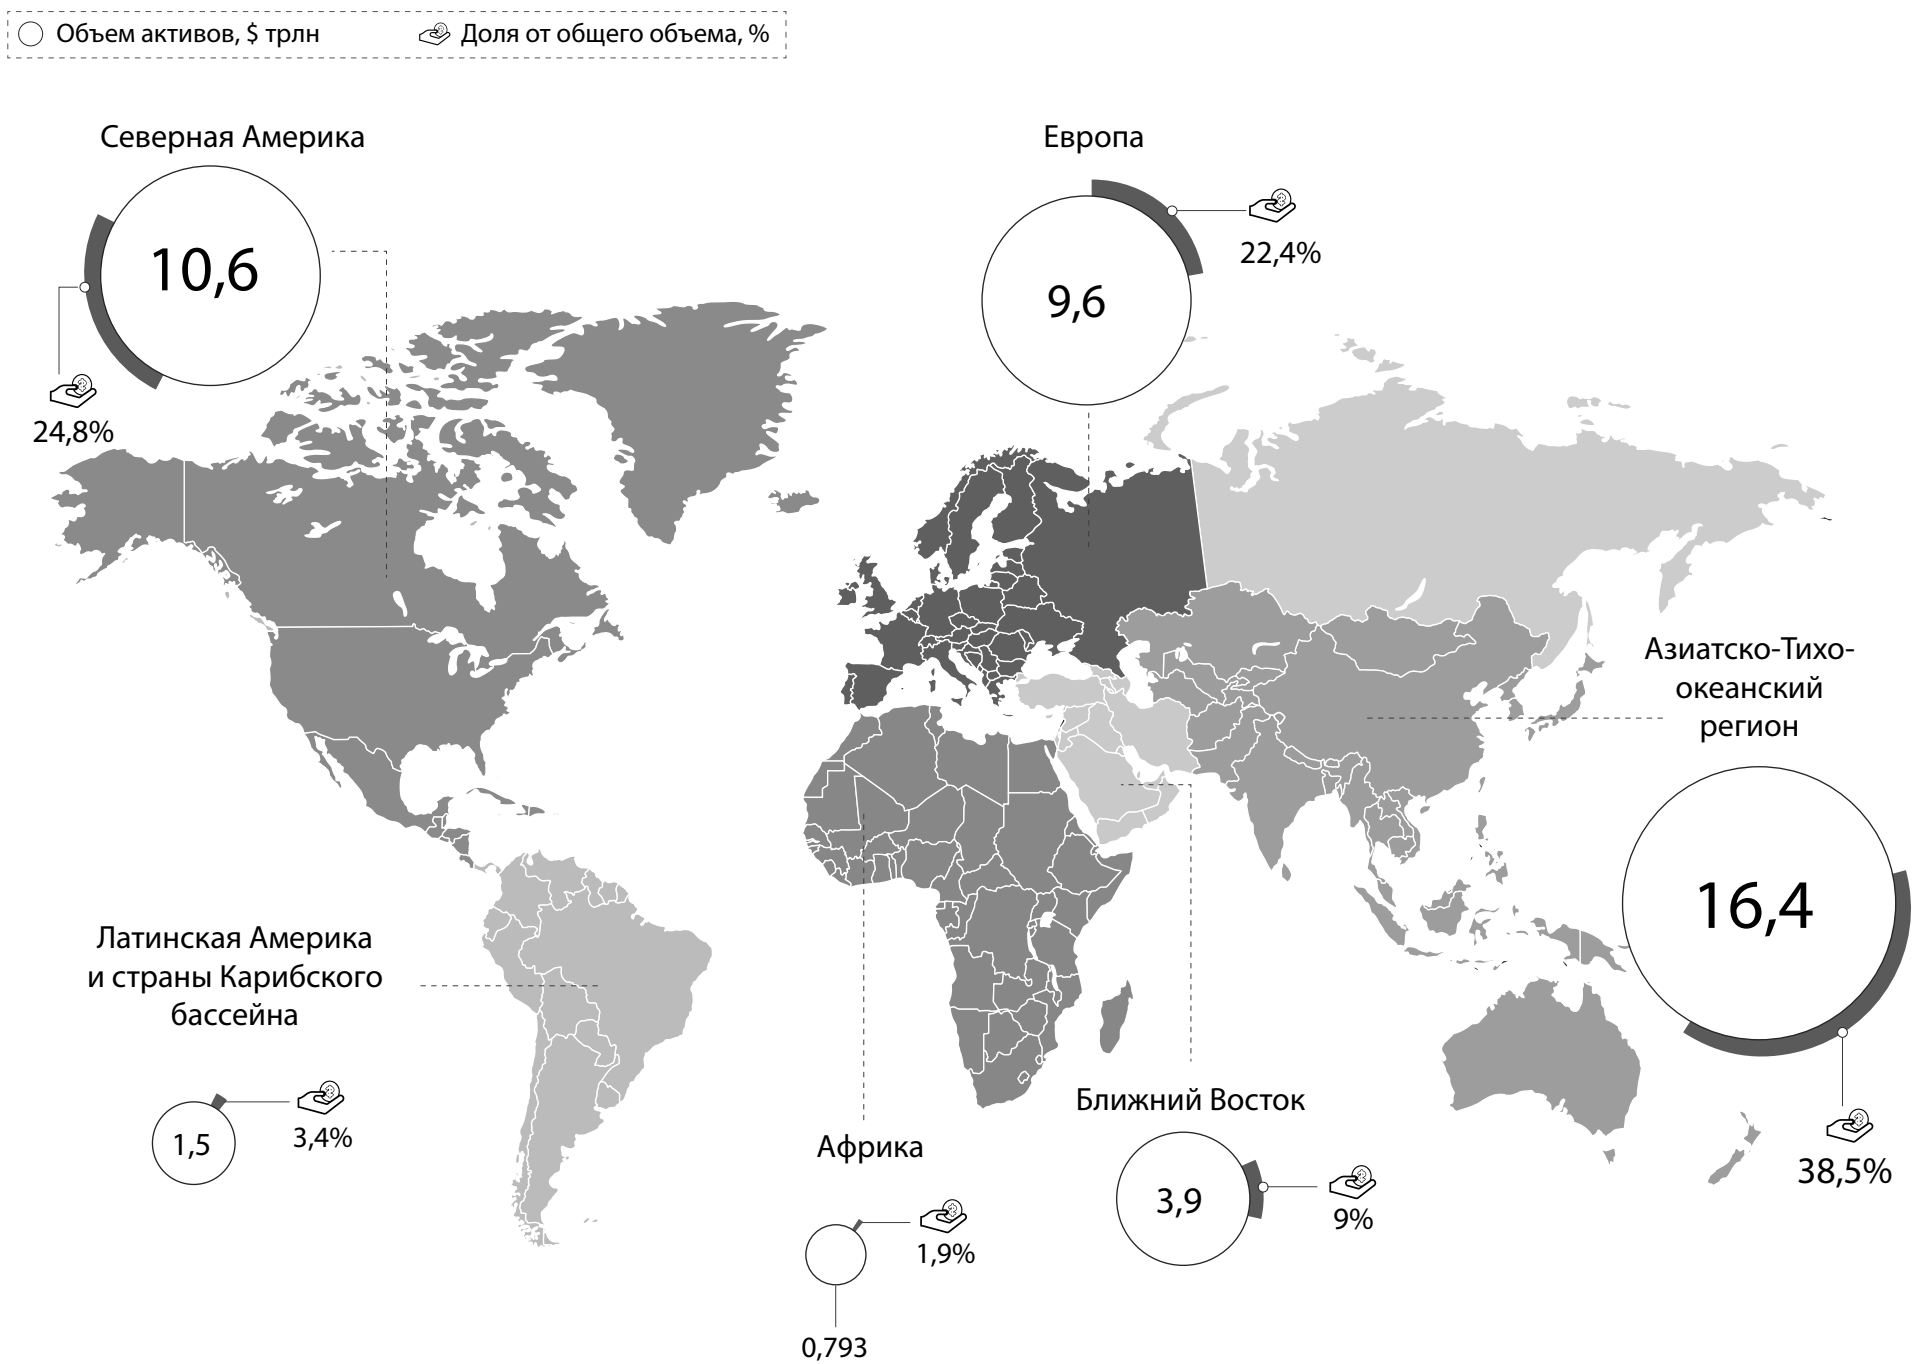 Объем активов, $ трлн
Доля от общего объема, %
Северная Америка
10,6
24,8%
Европа
9,6
22,4%
Азиатско-Тихо-
океанский
регион
16,4
38,5%
Латинская Америка
и страны Карибского
бассейна
1,5
3,4%
Африка
1,9%
0,793
Ближний Восток
3,9
9%